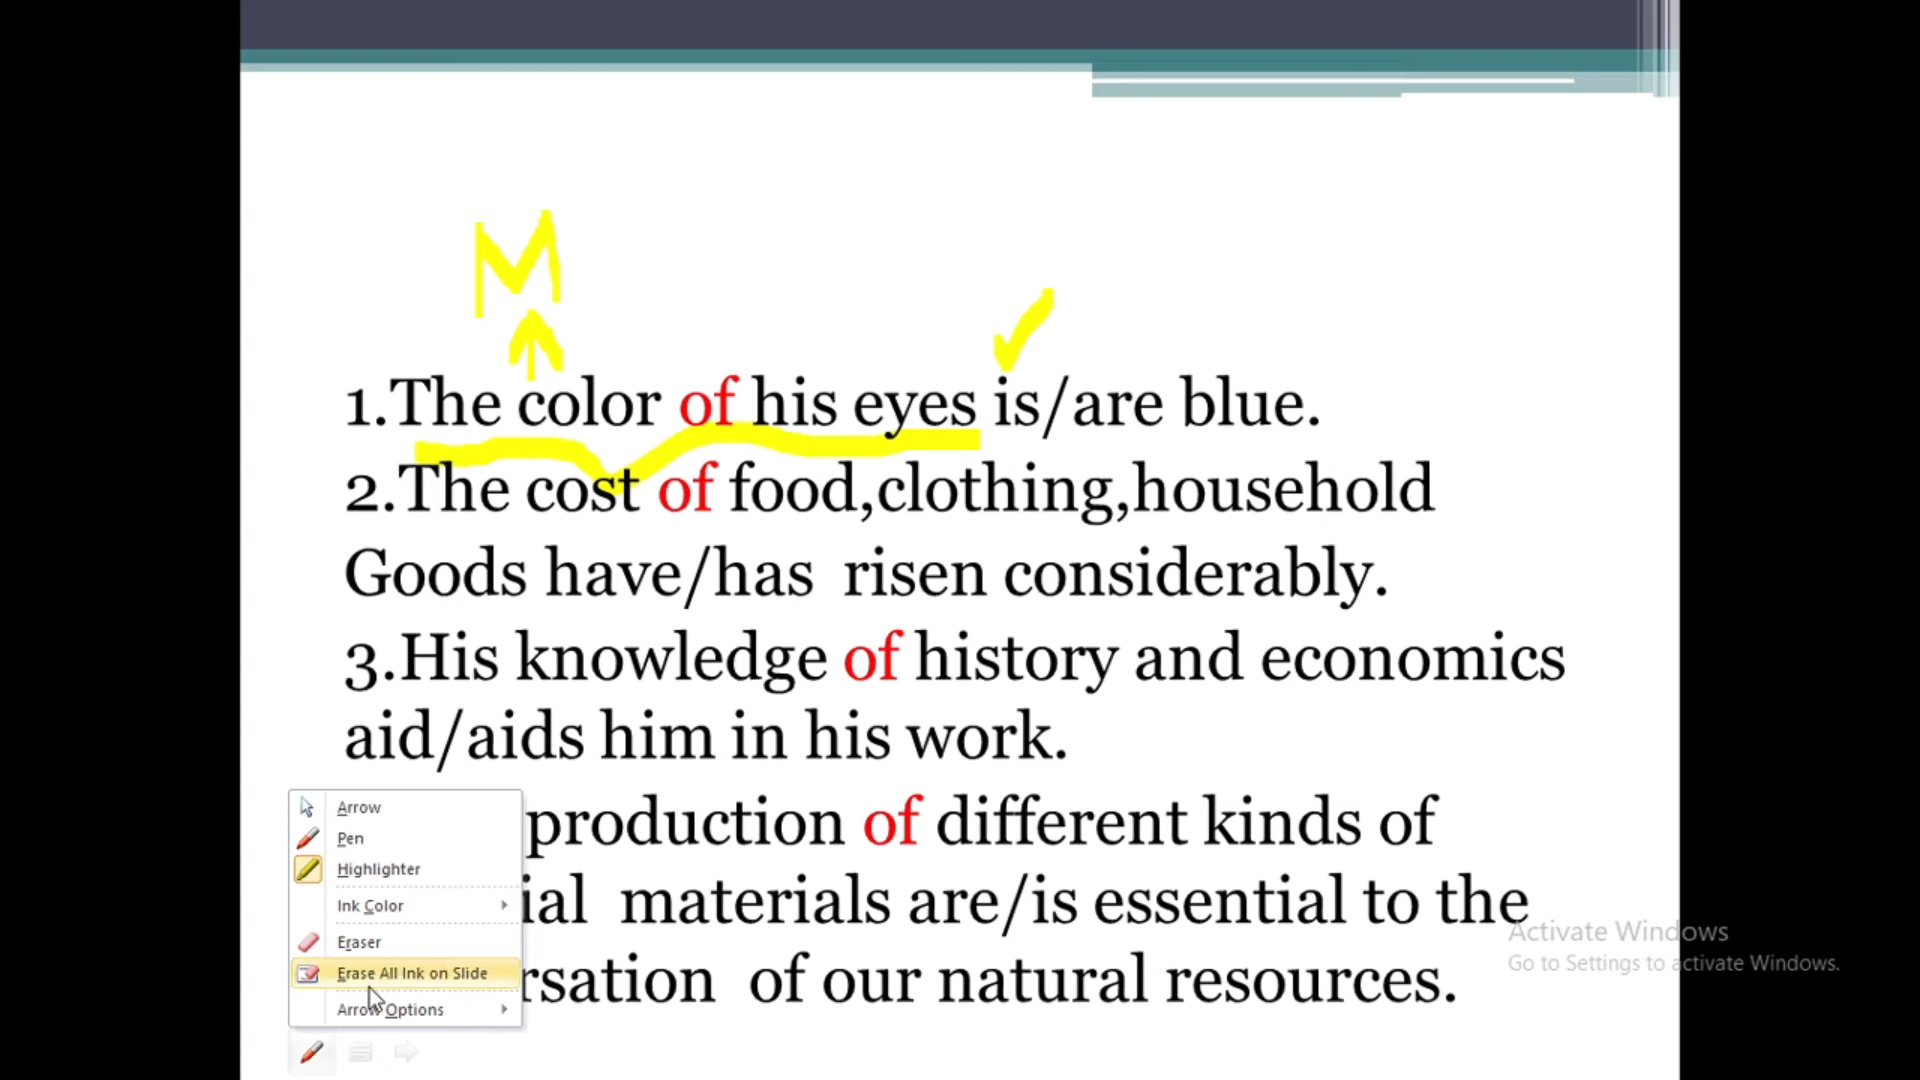 M
1.The color of his eyes is/are blue.
2.The cost of food,clothing,household
Goods have/has risen considerably.
3.His knowledge of history and economics
aid/aids him in his work.
production of different kinds of
ial materials are/is essential to the
rsation of our natural resources.
Arrow
Pen
Highlighter
Ink Color
Eraser
Erase All Ink on Slide
Arrow Options
Activate Windows
Go to Settings to activate Windows.